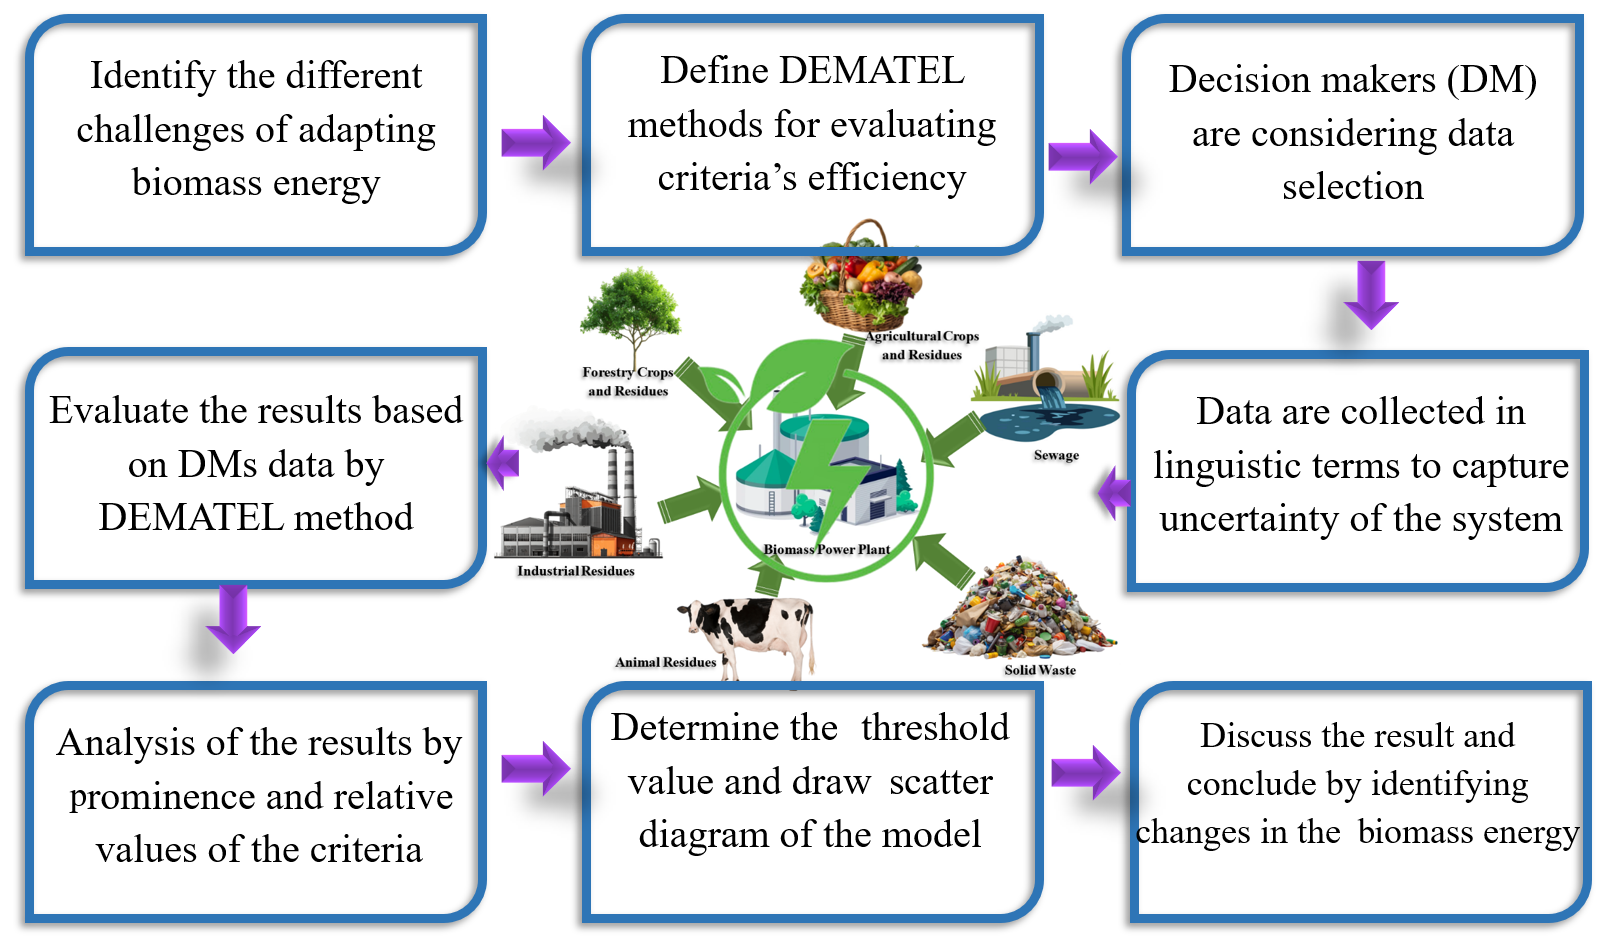 Identify the different
challenges of adapting
biomass energy
Define DEMATEL
methods for evaluating
criteria’s efficiency
Decision makers (DM)
are considering data
selection
Agricultural Crops
and Residues
Forestry Crops
and Residues
Sewage
Evaluate the results based
on DMs data by
DEMATEL method
Data are collected in
linguistic terms to capture
uncertainty of the system
Biomass Power Plant
Industrial Residues
Animal Residues
Solid Waste
Analysis of the results by
prominence and relative
values of the criteria
Determine the threshold
value and draw scatter
diagram of the model
Discuss the result and
conclude by identifying
changes in the biomass energy